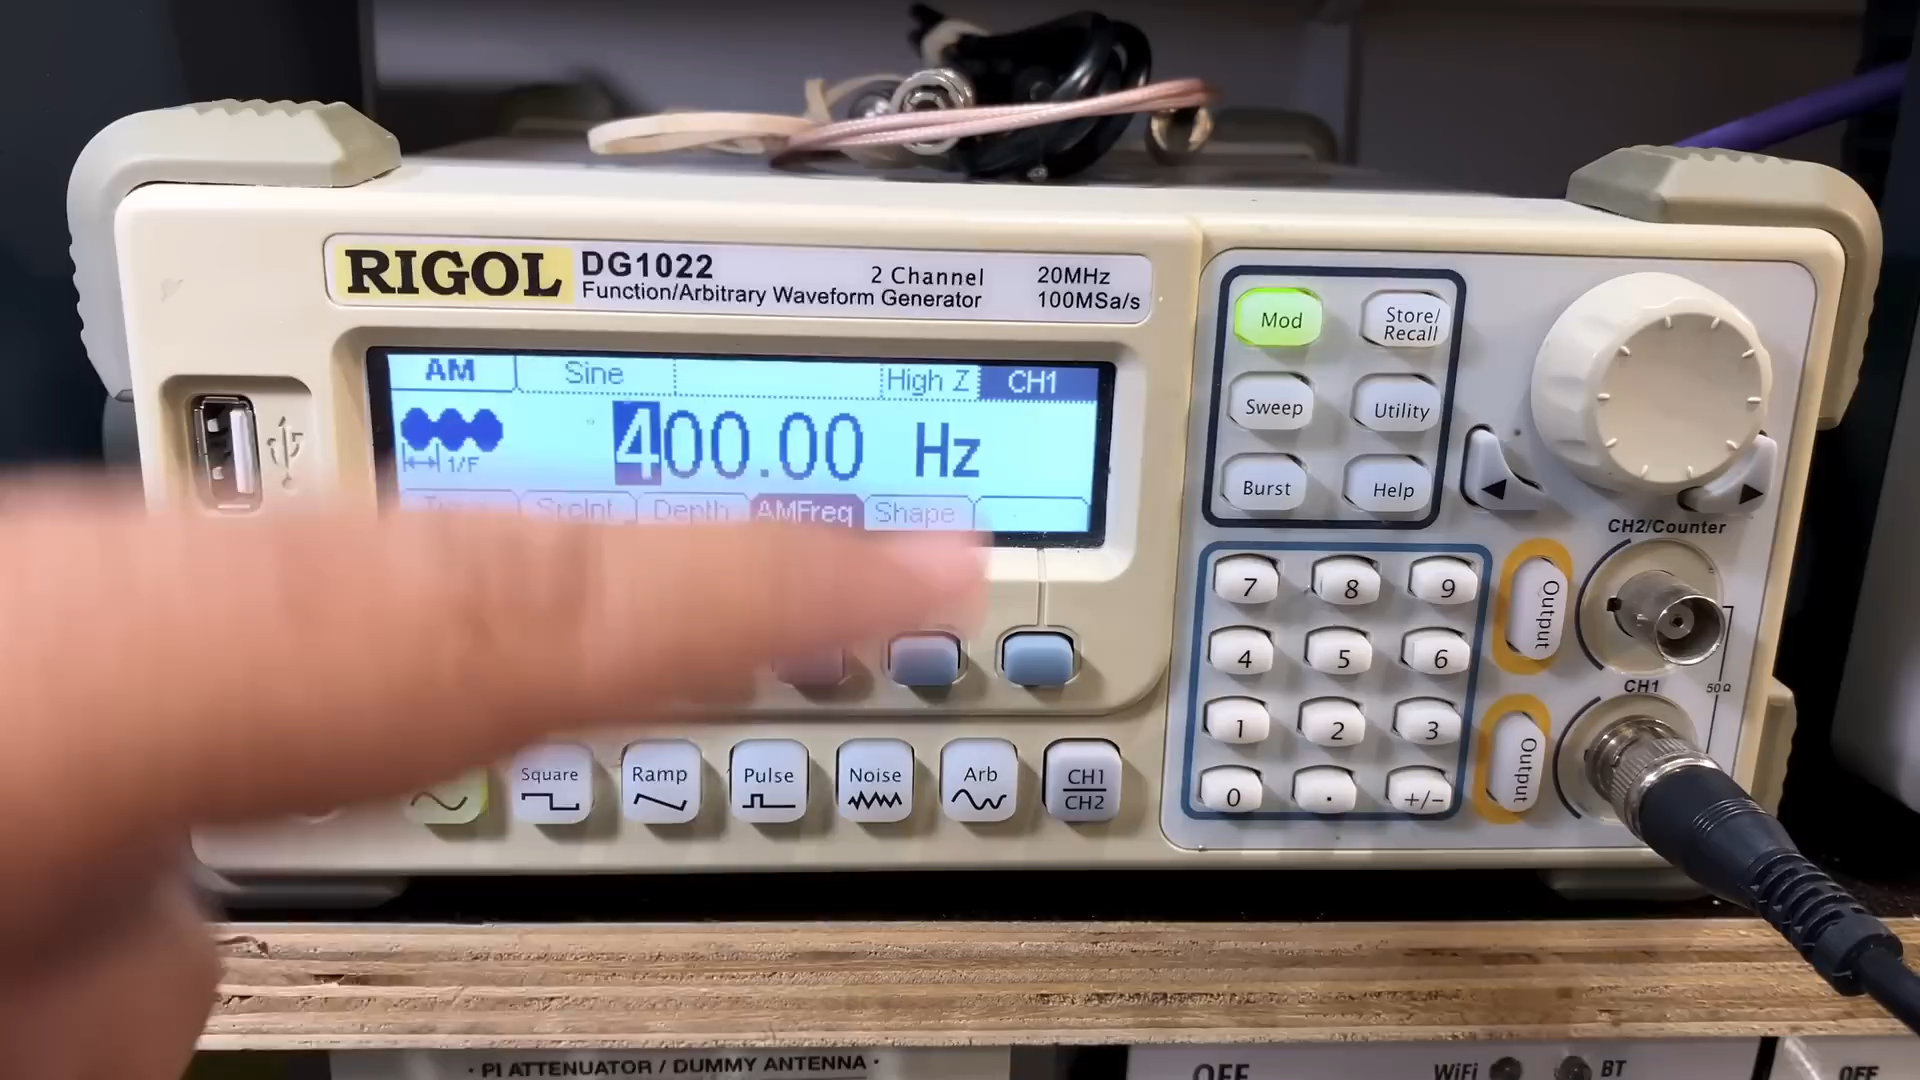 RIGOL DG1022 2 Channel 20MHz
Function/Arbitrary Waveform Generator 100MSa/s
AM Sine High Z CH1
400.00 Hz
1/F
SrcInt Depth AMFreq Shape
Mod Store/
Recall
Sweep Utility
Burst Help
CH2/Counter
7 8 9 Output
4 5 6
CH1 50Ω
1 2 3 Output
0 . +/-
Square Ramp Pulse Noise Arb CH1
CH2
· PI ATTENUATOR / DUMMY ANTENNA ·
OFF WiFi BT OFF